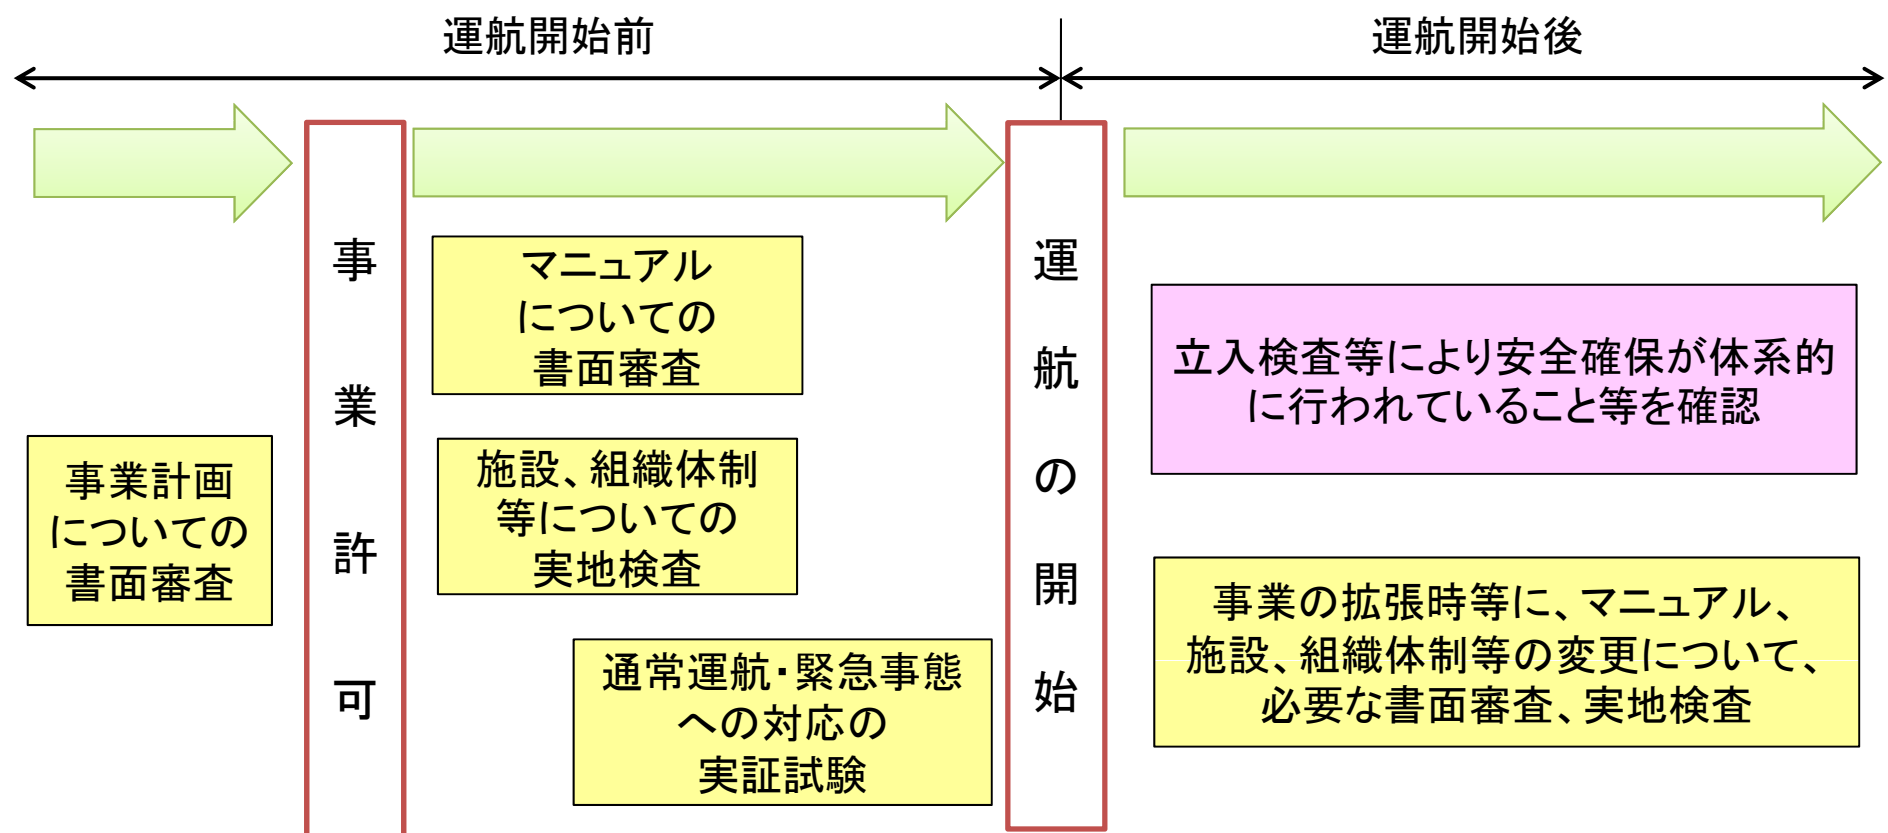 運航開始前
運航開始後
事業計画
についての
書面審査
事業許可
マニュアル
についての
書面審査
施設、組織体制
等についての
実地検査
通常運航・緊急事態
への対応の
実証試験
運航の開始
立入検査等により安全確保が体系的
に行われていること等を確認
事業の拡張時等に、マニュアル、
施設、組織体制等の変更について、
必要な書面審査、実地検査